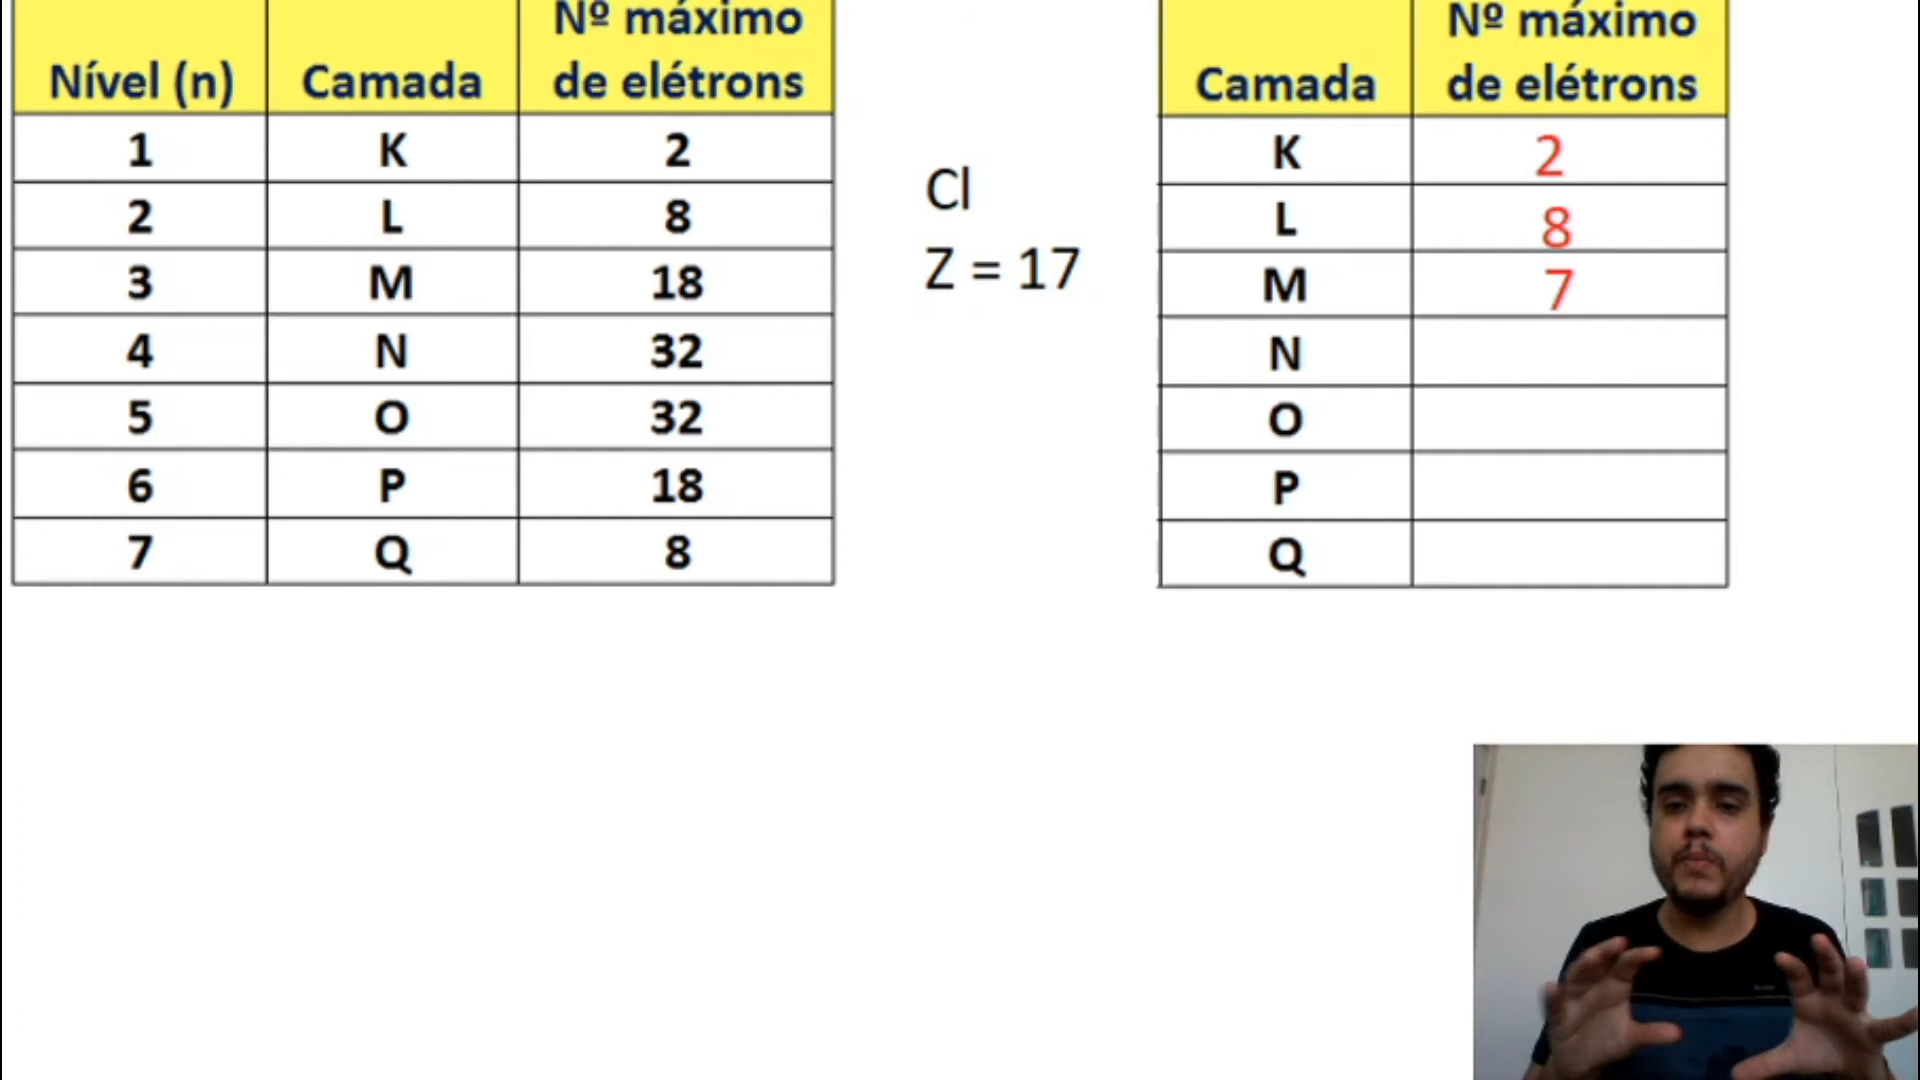 Nível (n) Camada Nº máximo de elétrons
1 K 2
2 L 8
3 M 18
4 N 32
5 O 32
6 P 18
7 Q 8
Cl
Z = 17
Camada Nº máximo de elétrons
K 2
L 8
M 7
N
O
P
Q